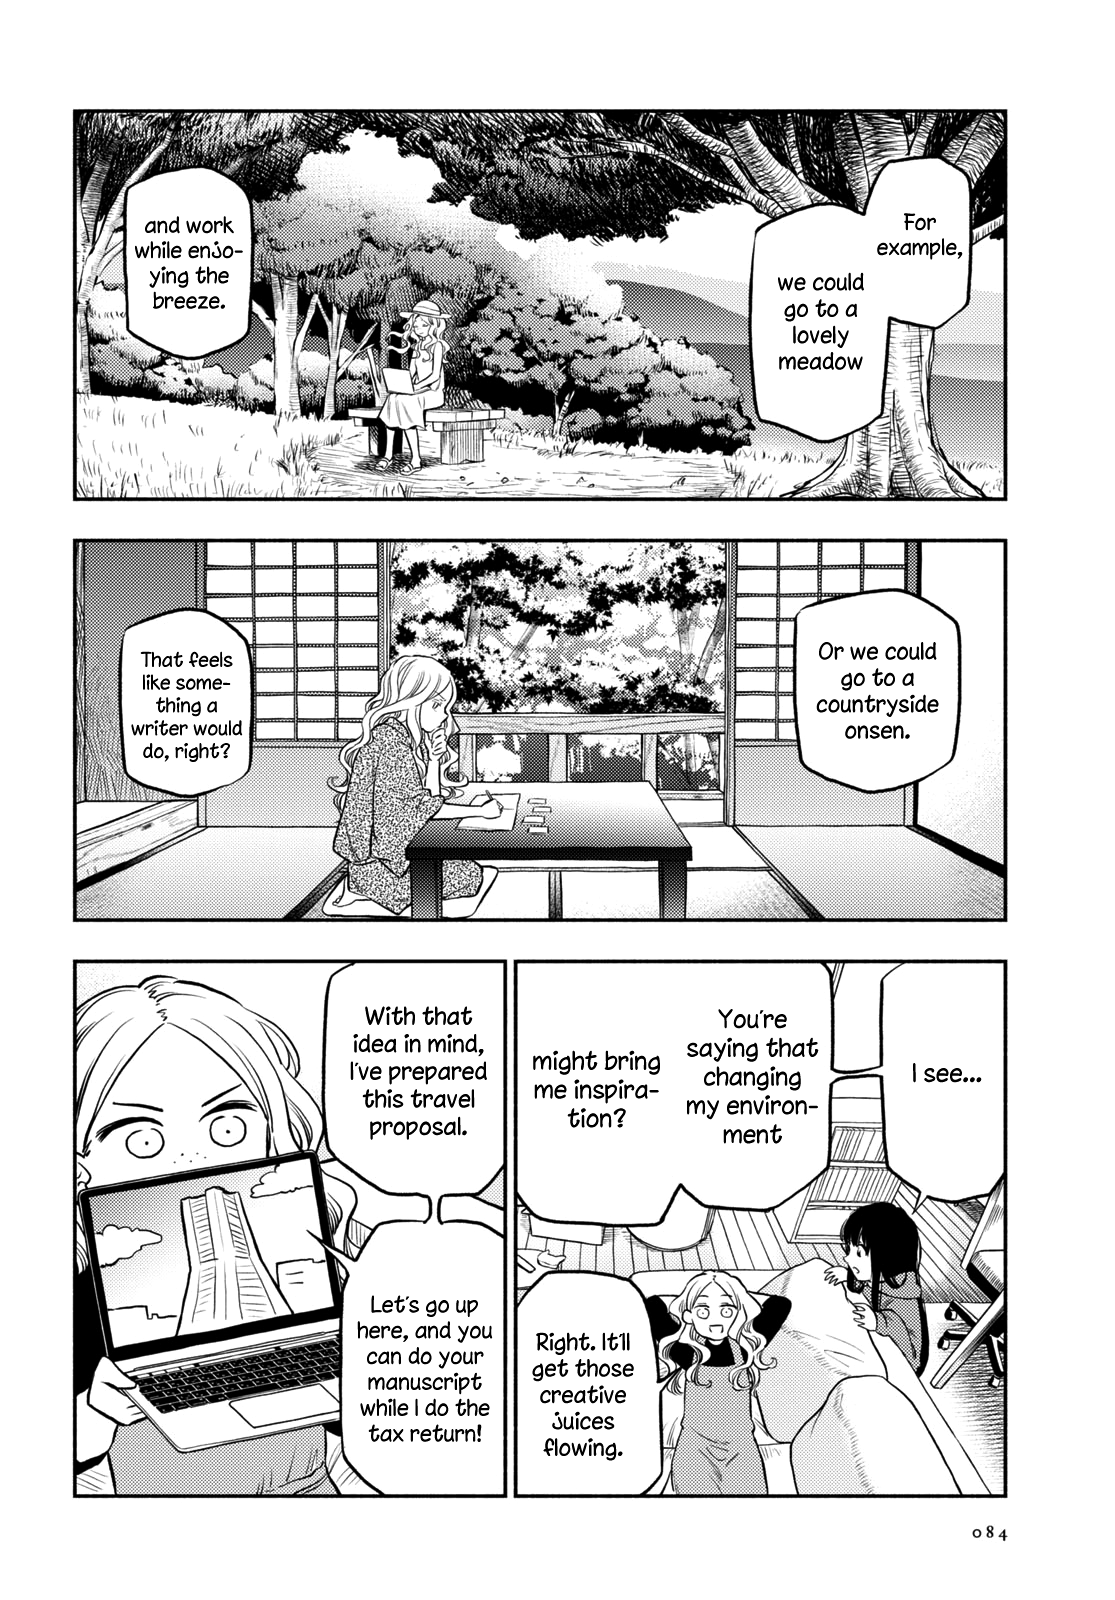 For
example,
we could
go to a
lovely
meadow
and work
while enjo-
ying the
breeze.
Or we could
go to a
countryside
onsen.
That feels
like some-
thing a
writer would
do, right?
I see...
You're
saying that
changing
my environ-
ment
might bring
me inspira-
tion?
Right. It'll
get those
creative
juices
flowing.
With that
idea in mind,
I've prepared
this travel
proposal.
Let's go up
here, and you
can do your
manuscript
while I do the
tax return!
084